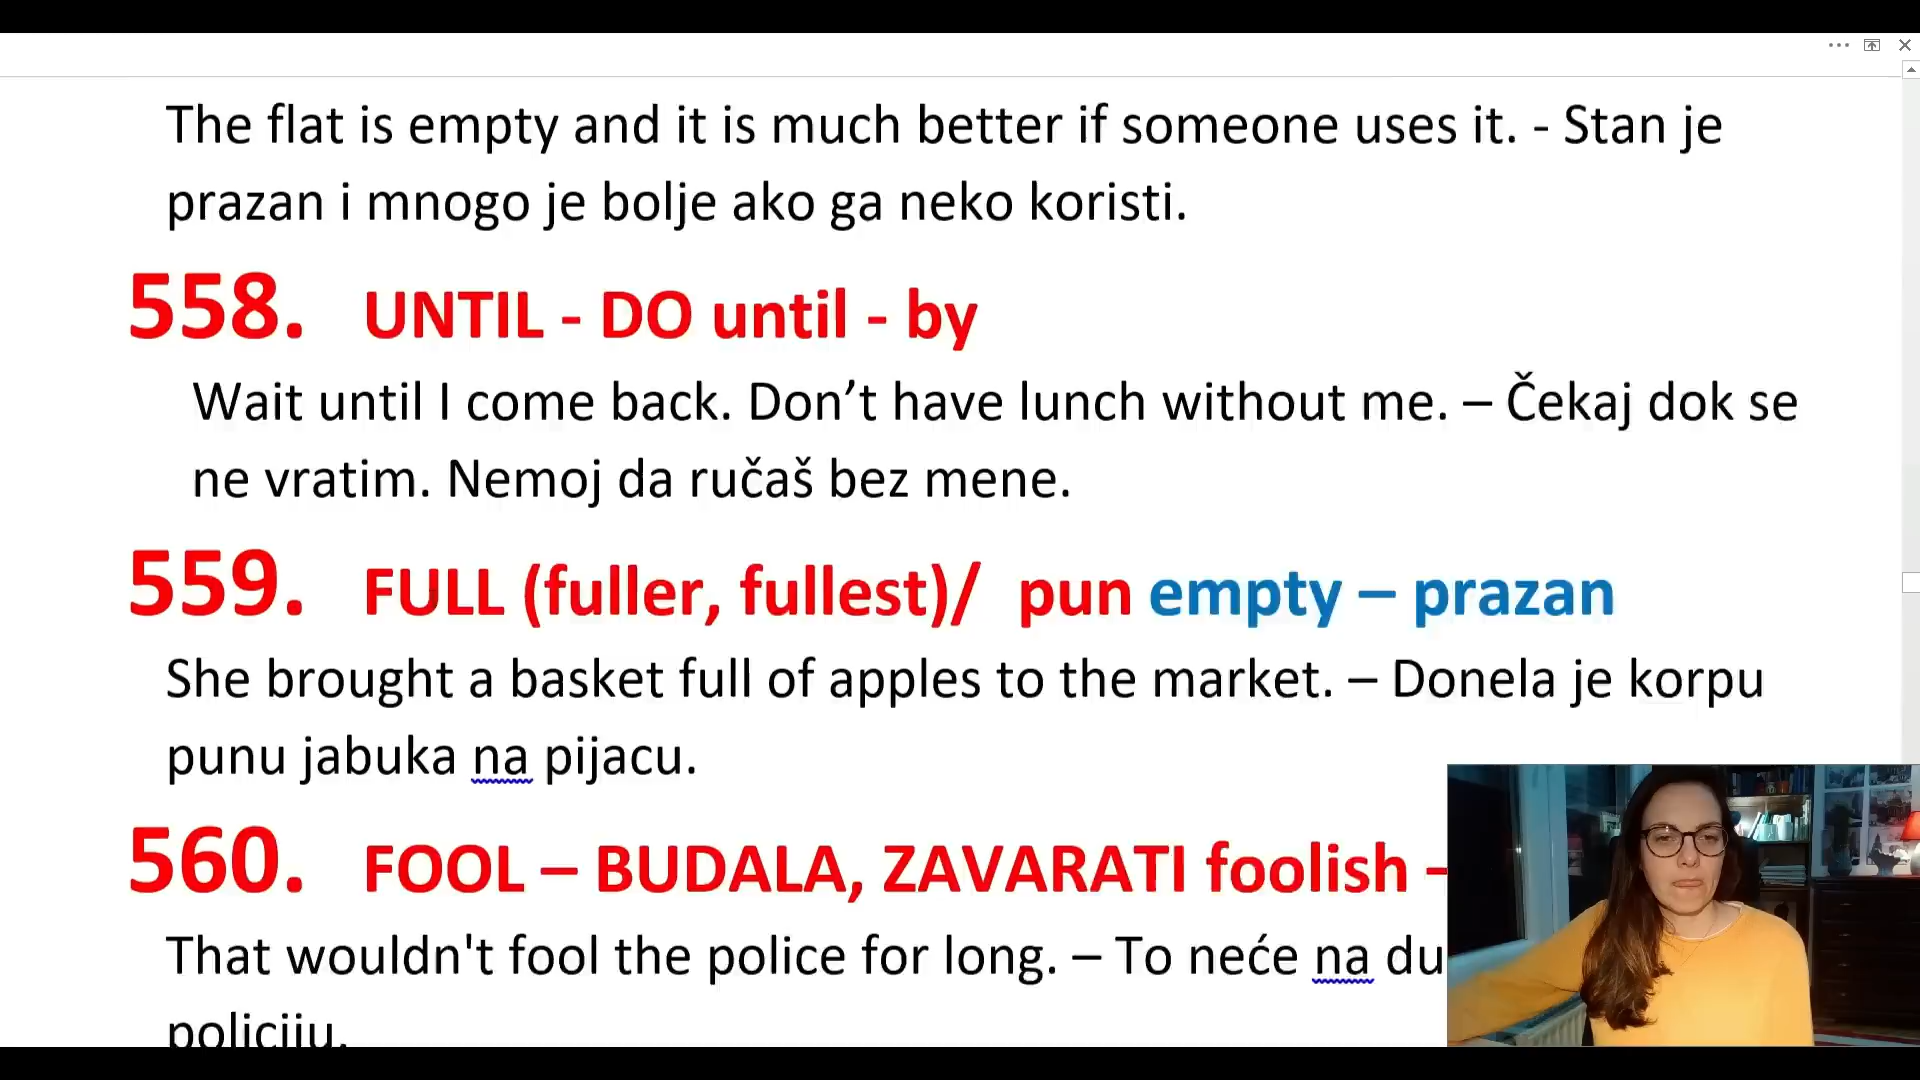 The flat is empty and it is much better if someone uses it. - Stan je
prazan i mnogo je bolje ako ga neko koristi.
558. UNTIL - DO until - by
Wait until I come back. Don’t have lunch without me. – Čekaj dok se
ne vratim. Nemoj da ručaš bez mene.
559. FULL (fuller, fullest)/ pun empty – prazan
She brought a basket full of apples to the market. – Donela je korpu
punu jabuka na pijacu.
560. FOOL – BUDALA, ZAVARATI foolish -
That wouldn't fool the police for long. – To neće na du
policiju.